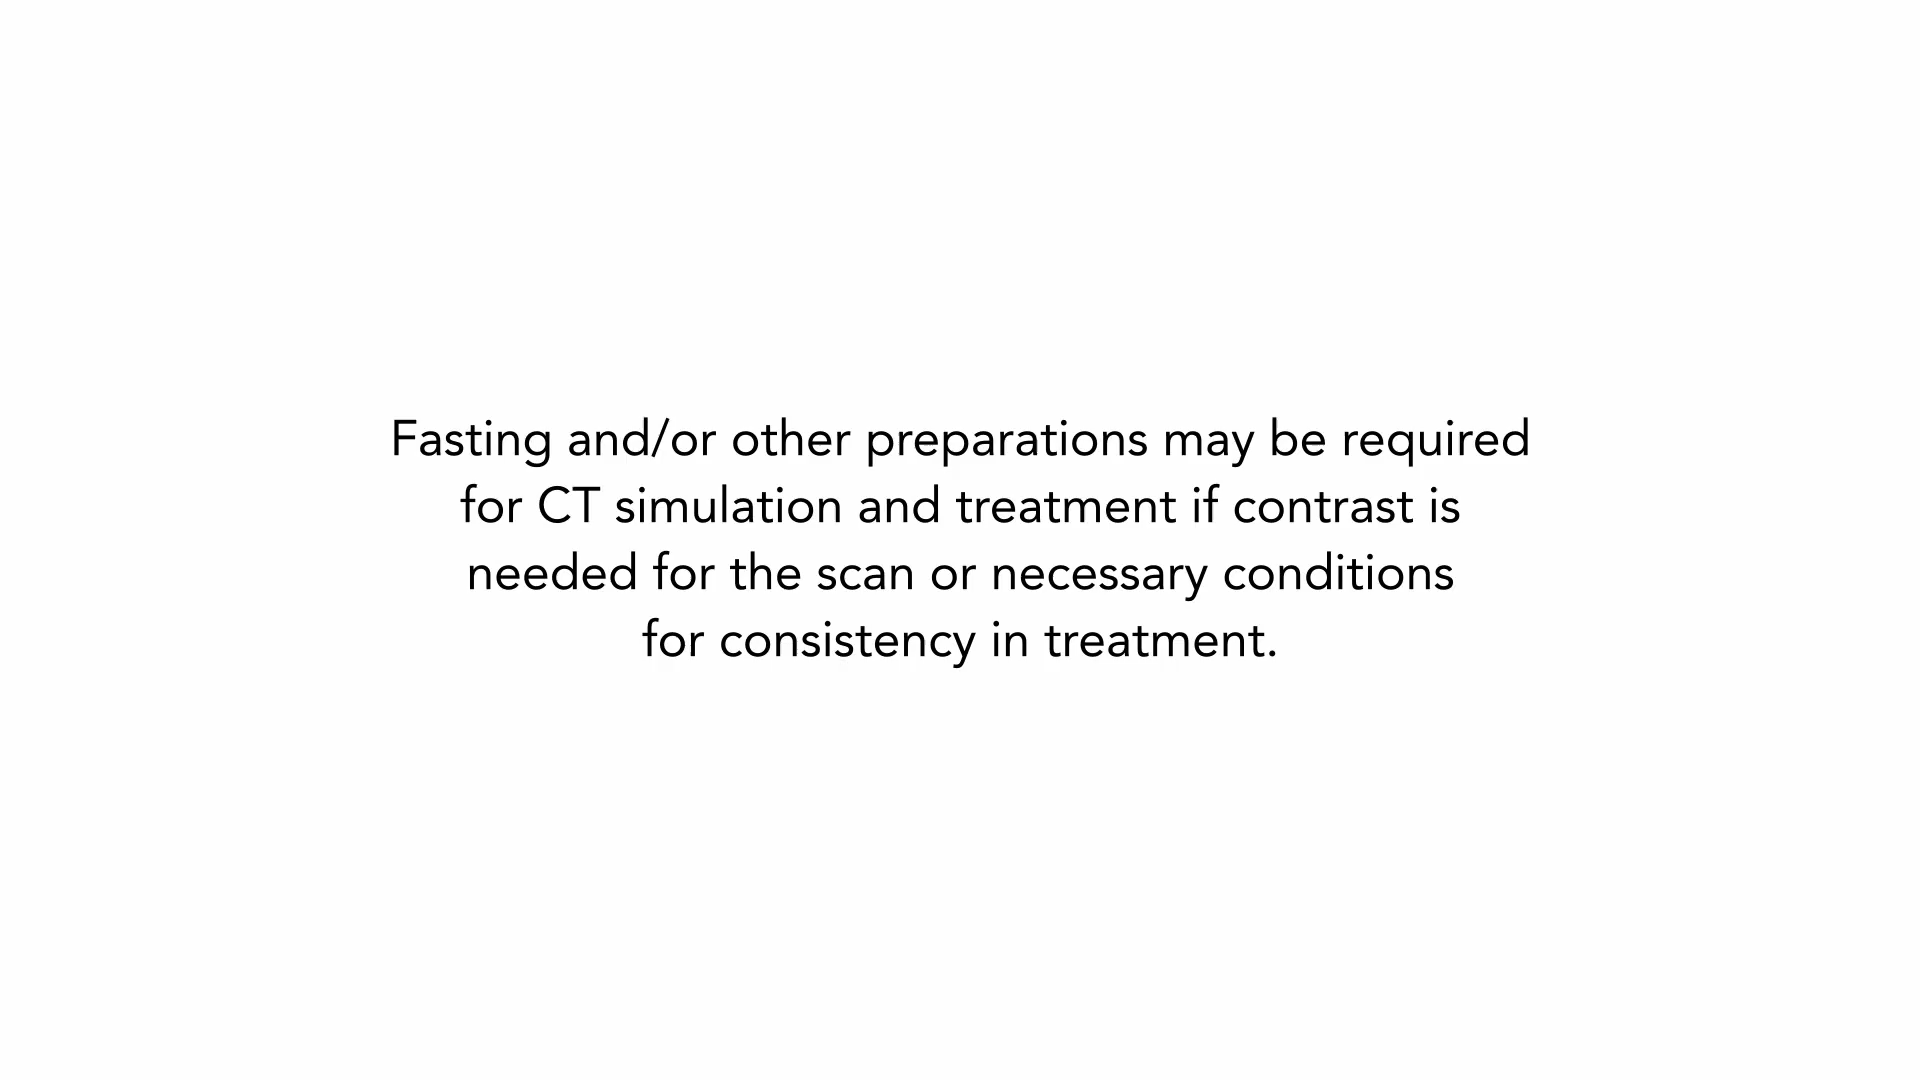 Fasting and/or other preparations may be required
for CT simulation and treatment if contrast is
needed for the scan or necessary conditions
for consistency in treatment.